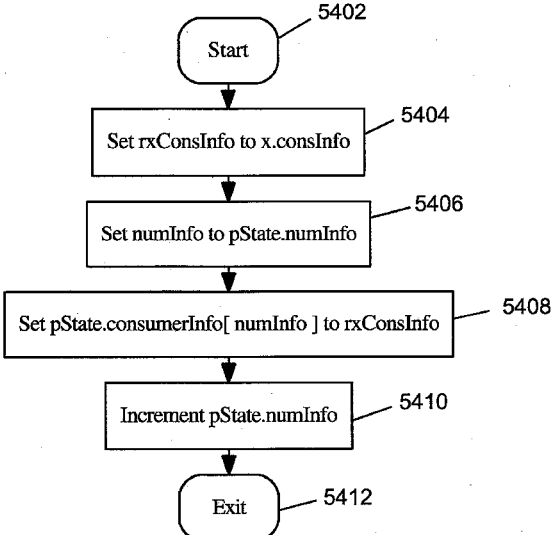 5402
Start
5404
Set rxConsInfo to x.consInfo
5406
Set numInfo to pState.numInfo
5408
Set pState.consumerInfo[ numInfo ] to rxConsInfo
5410
Increment pState.numInfo
5412
Exit